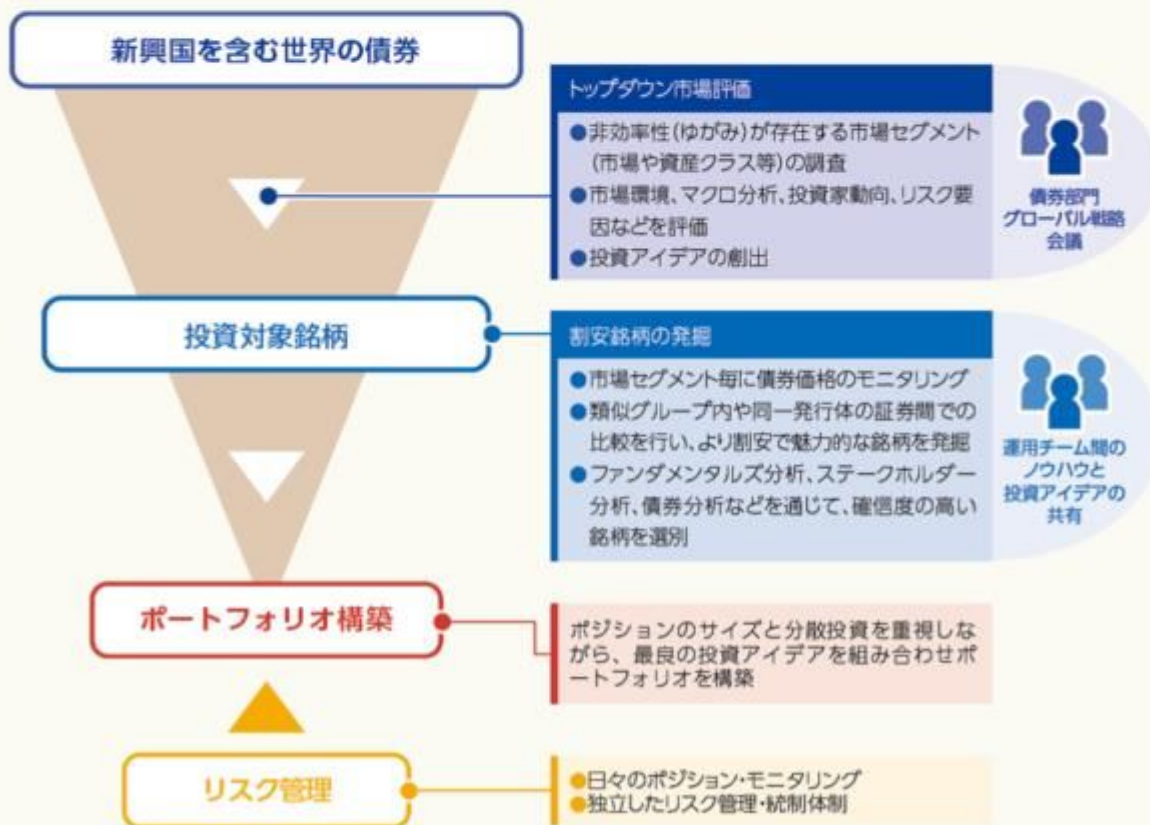 新興国を含む世界の債券
トップダウン市場評価
●非効率性(ゆがみ)が存在する市場セグメント
(市場や資産クラス等)の調査
●市場環境、マクロ分析、投資家動向、リスク要
因などを評価
●投資アイデアの創出
債券部門
グローバル戦略
会議
投資対象銘柄
割安銘柄の発掘
●市場セグメント毎に債券価格のモニタリング
●類似グループ内や同一発行体の証券間での
比較を行い、より割安で魅力的な銘柄を発掘
●ファンダメンタルズ分析、ステークホルダー
分析、債券分析などを通じて、確信度の高い
銘柄を選別
運用チーム間の
ノウハウと
投資アイデアの
共有
ポートフォリオ構築
ポジションのサイズと分散投資を重視しな
がら、最良の投資アイデアを組み合わせポ
ートフォリオを構築
リスク管理
●日々のポジション・モニタリング
●独立したリスク管理・統制体制